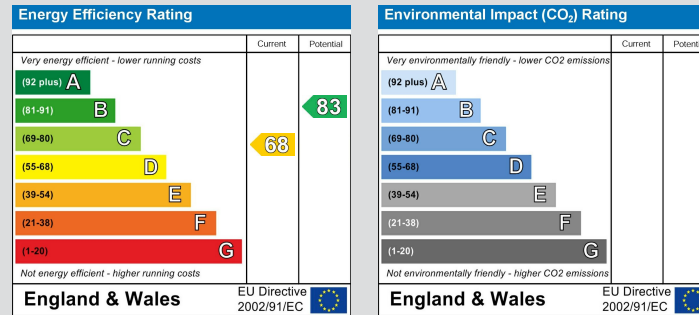 Energy Efficiency Rating
Current Potential
Very energy efficient - lower running costs
(92 plus) A
(81-91) B
83
(69-80) C
68
(55-68) D
(39-54) E
(21-38) F
(1-20) G
Not energy efficient - higher running costs
England & Wales
EU Directive
2002/91/EC
Environmental Impact (CO2) Rating
Current Potent
Very environmentally friendly - lower CO2 emissions
(92 plus) A
(81-91) B
(69-80) C
(55-68) D
(39-54) E
(21-38) F
(1-20) G
Not environmentally friendly - higher CO2 emissions
England & Wales
EU Directive
2002/91/EC